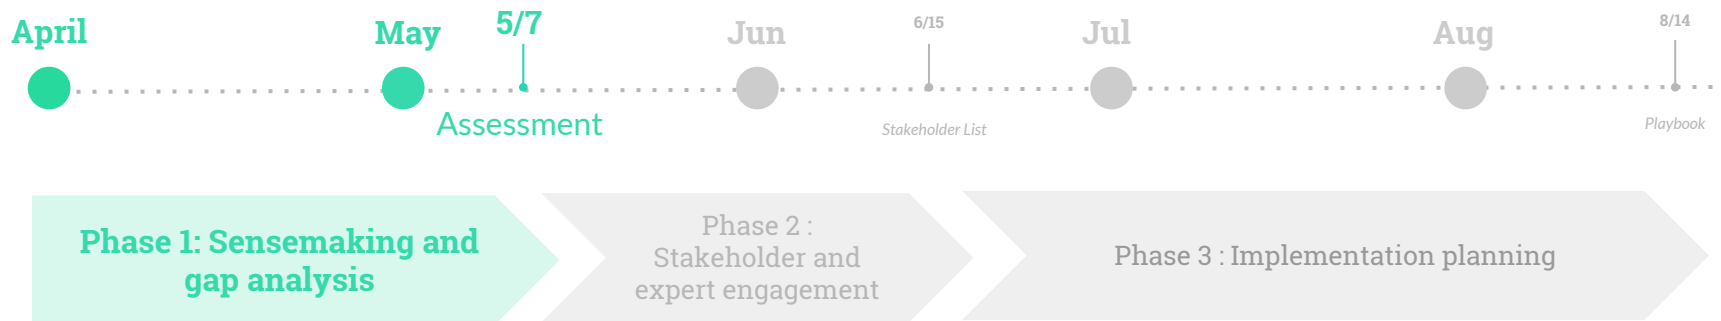 April
May
5/7
Jun
6/15
Jul
Aug
8/14
Assessment
Stakeholder List
Playbook
Phase 1: Sensemaking and
gap analysis
Phase 2 :
Stakeholder and
expert engagement
Phase 3 : Implementation planning